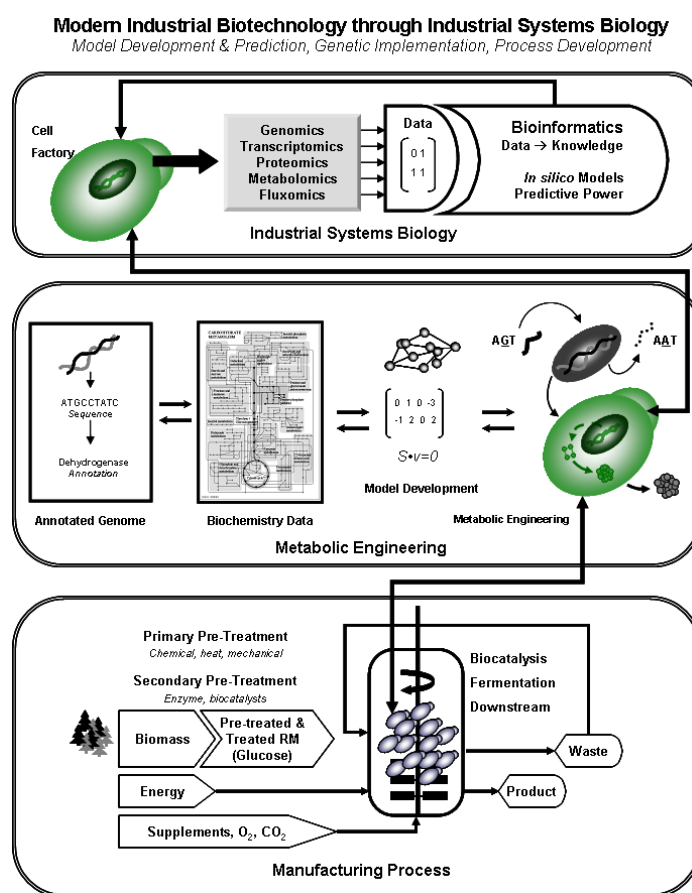 Modern Industrial Biotechnology through Industrial Systems Biology
Model Development & Prediction, Genetic Implementation, Process Development
Cell
Factory
Genomics
Transcriptomics
Proteomics
Metabolomics
Fluxomics
Data
0 1
1 1
Bioinformatics
Data → Knowledge
In silico Models
Predictive Power
Industrial Systems Biology
ATGCCTATC
Sequence
Dehydrogenase
Annotation
Annotated Genome
CARBOHYDRATE
METABOLISM
Biochemistry Data
0 1 0 -3
-1 2 0 2
S•v=0
Model Development
AGT
AAT
Metabolic Engineering
Metabolic Engineering
Primary Pre-Treatment
Chemical, heat, mechanical
Secondary Pre-Treatment
Enzyme, biocatalysts
Biomass
Pre-treated &
Treated RM
(Glucose)
Energy
Supplements, O₂, CO₂
Biocatalysis
Fermentation
Downstream
Waste
Product
Manufacturing Process